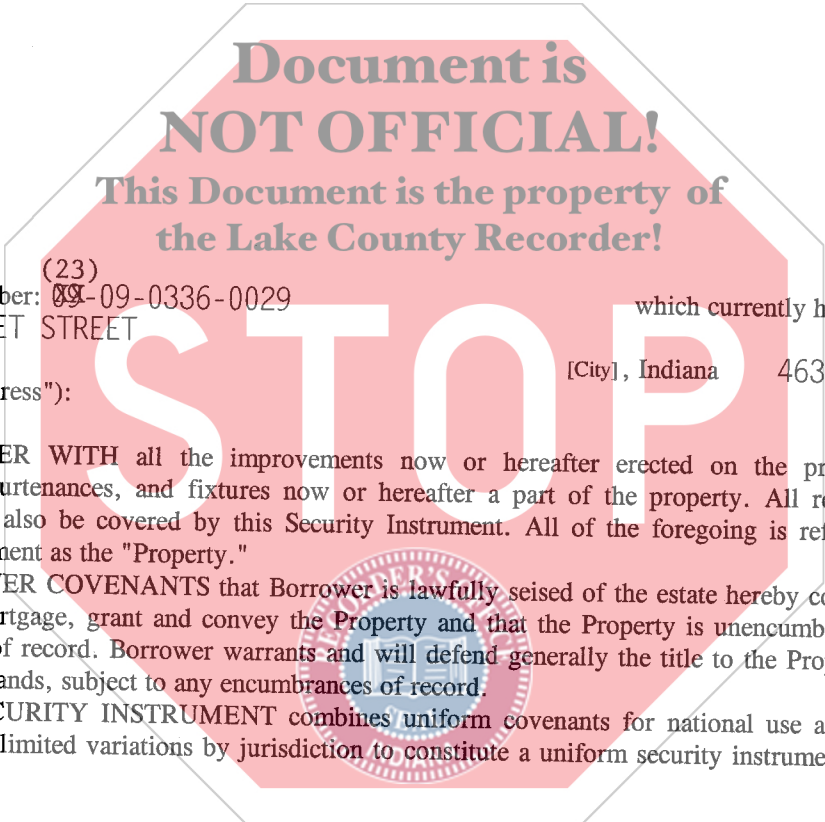 Document is
NOT OFFICIAL!
This Document is the property of
the Lake County Recorder!
(23)
ber: 09-09-0336-0029 which currently h
ET STREET
[City], Indiana 463
ress"):
STOP
ER WITH all the improvements now or hereafter erected on the pr
urtenances, and fixtures now or hereafter a part of the property. All re
also be covered by this Security Instrument. All of the foregoing is ref
ment as the "Property."
ER COVENANTS that Borrower is lawfully seised of the estate hereby co
rtgage, grant and convey the Property and that the Property is unencumb
of record. Borrower warrants and will defend generally the title to the Prop
ands, subject to any encumbrances of record.
CURITY INSTRUMENT combines uniform covenants for national use a
limited variations by jurisdiction to constitute a uniform security instrume
RECORDER'S
SEAL
INDIANA